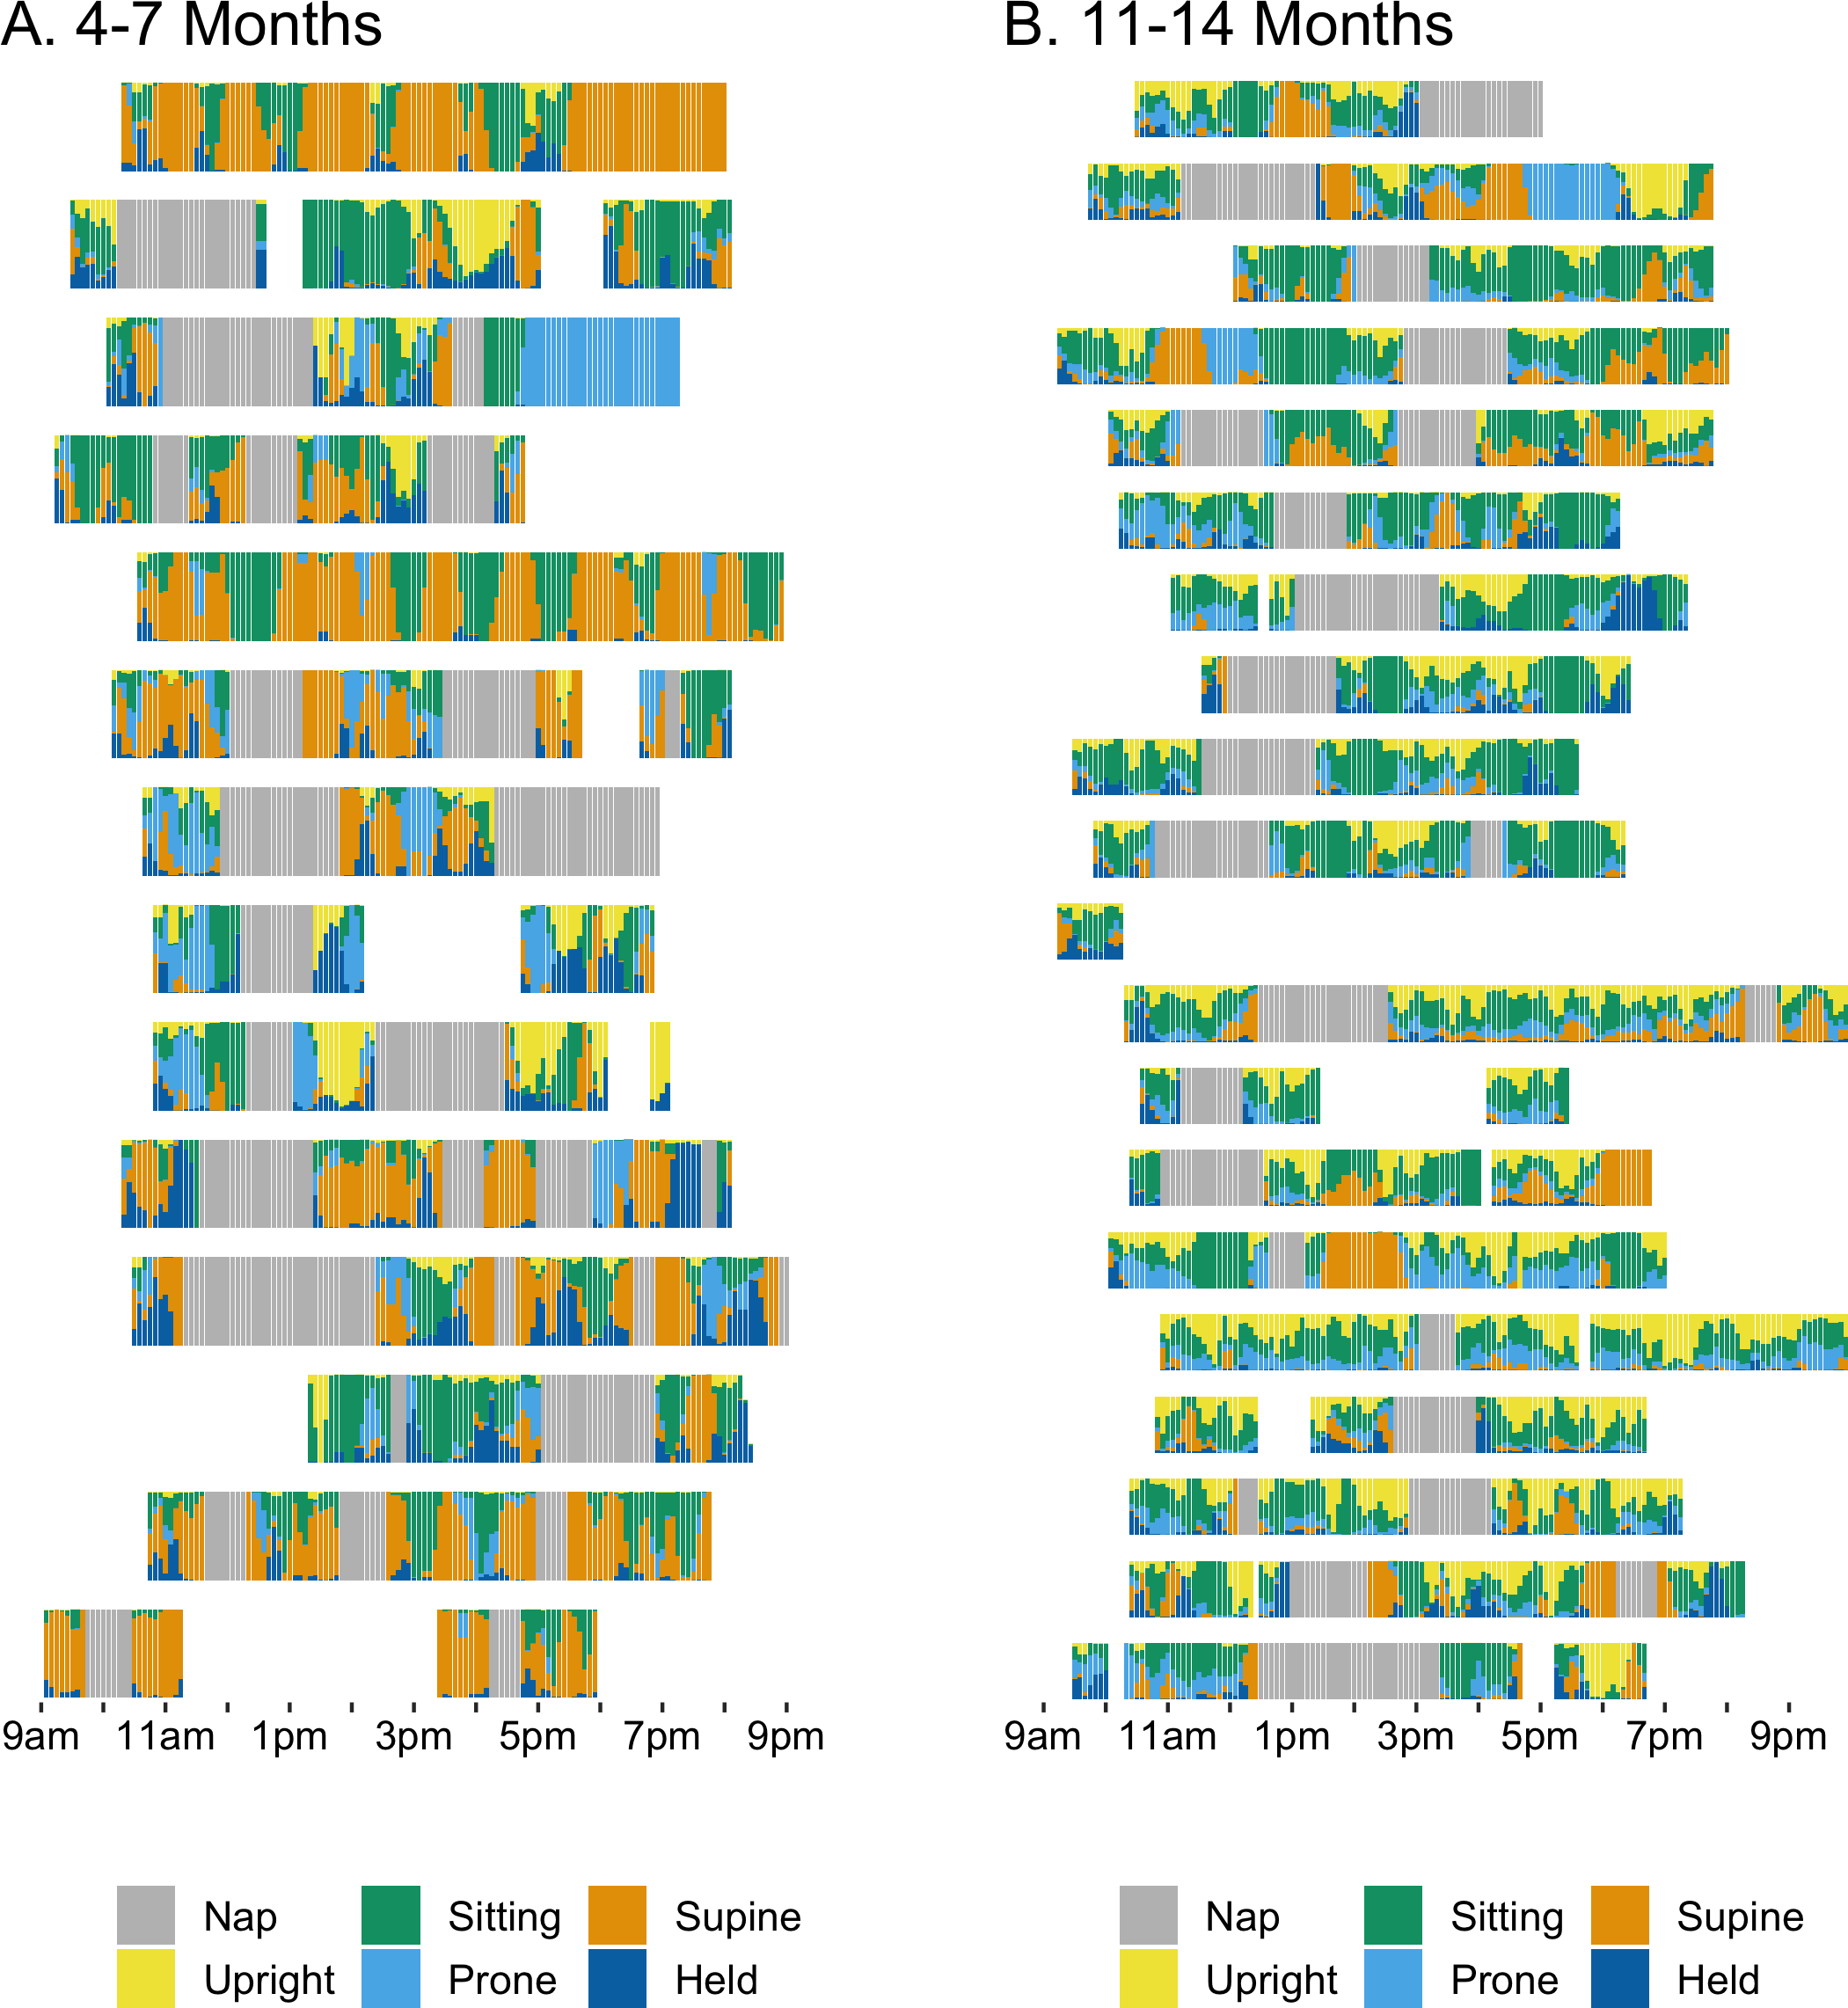 A. 4-7 Months
B. 11-14 Months
9am 11am 1pm 3pm 5pm 7pm 9pm
9am 11am 1pm 3pm 5pm 7pm 9pm
Nap Sitting Supine
Upright Prone Held
Nap Sitting Supine
Upright Prone Held